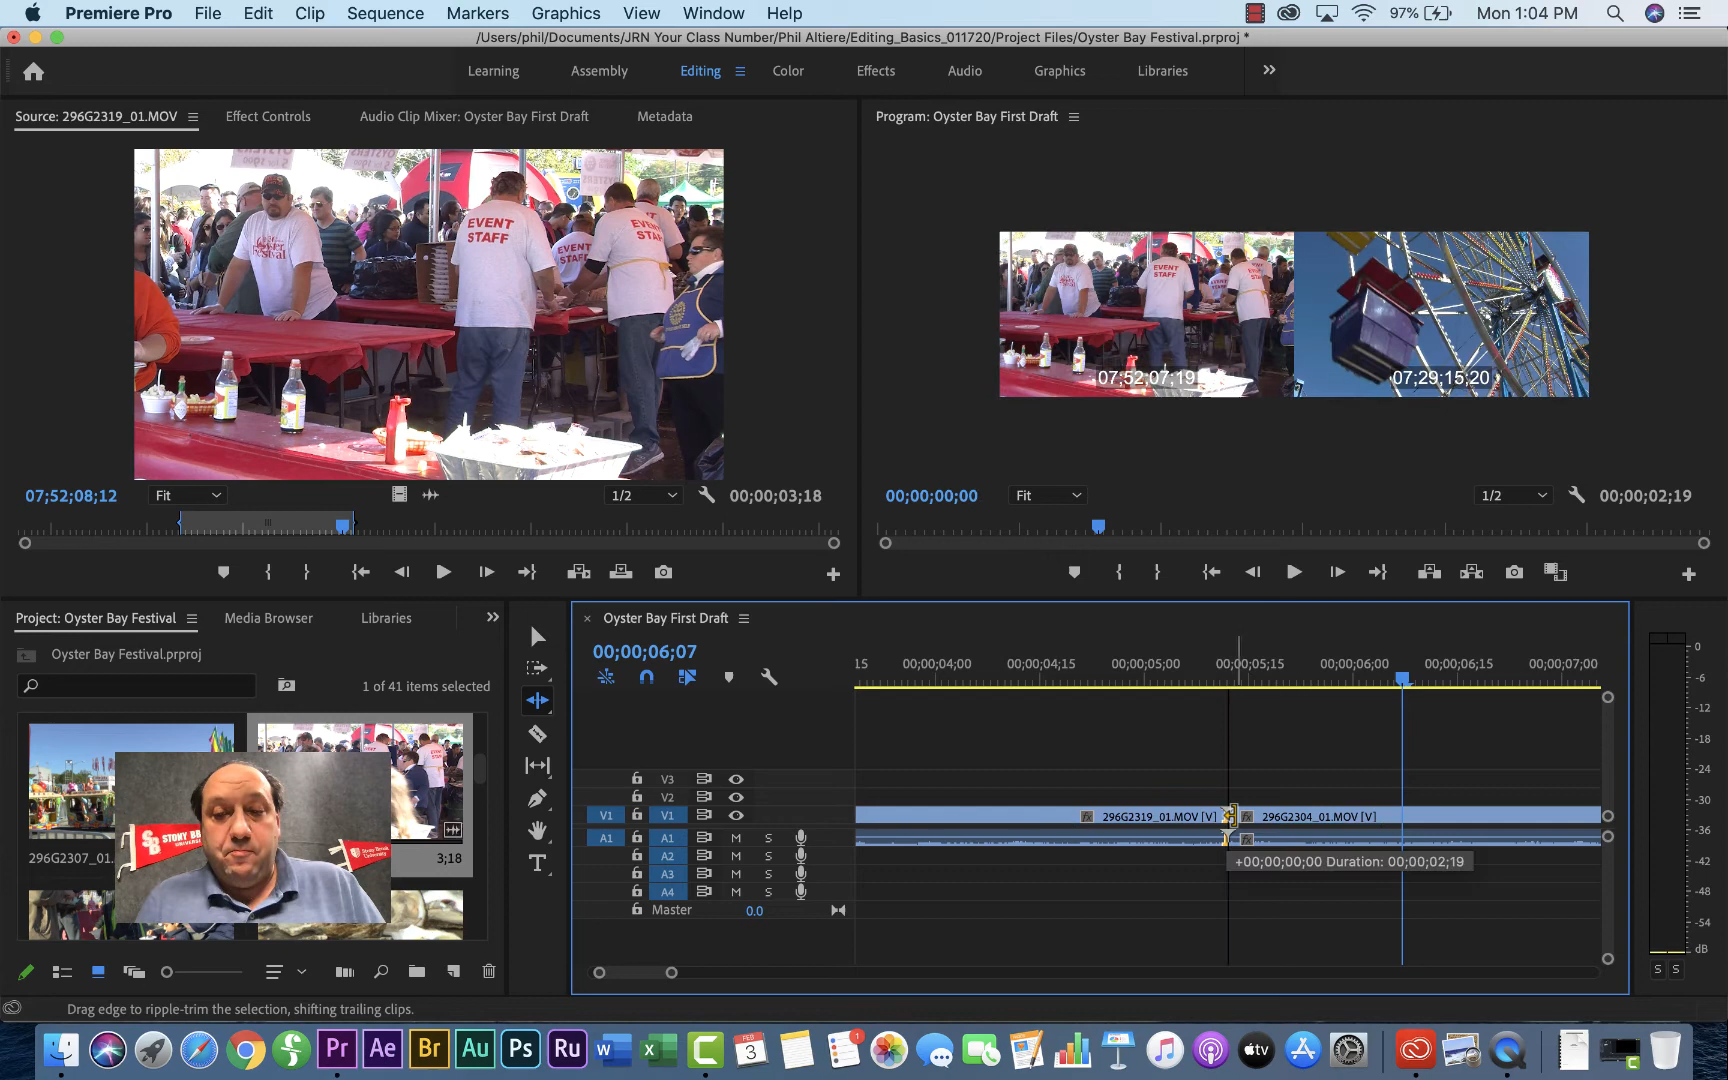 Premiere Pro File Edit Clip Sequence Markers Graphics View Window Help 97% Mon 1:04 PM
/Users/phil/Documents/JRN Your Class Number/Phil Altiere/Editing_Basics_011720/Project Files/Oyster Bay Festival.prproj *
Learning Assembly Editing Color Effects Audio Graphics Libraries
Source: 296G2319_01.MOV Effect Controls Audio Clip Mixer: Oyster Bay First Draft Metadata
Program: Oyster Bay First Draft
EVENT STAFF
Oyster Festival
EVENT
STAFF
07;52;07;19 07;29;15;20
07;52;08;12 Fit 1/2 00;00;03;18
00;00;00;00 Fit 1/2 00;00;02;19
Project: Oyster Bay Festival Media Browser Libraries
Oyster Bay Festival.prproj
1 of 41 items selected
296G2307_01. 3;18
STONY BR
Oyster Bay First Draft
00;00;06;07
15 00;00;04;00 00;00;04;15 00;00;05;00 00;00;05;15 00;00;06;00 00;00;06;15 00;00;07;00
V3
V2
V1 V1 296G2319_01.MOV [V] 296G2304_01.MOV [V]
A1 A1 M S
A2 M S
A3 M S
A4 M S
Master 0.0
+00;00;00;00 Duration: 00;00;02;19
0
-6
-12
-18
-24
-30
-36
-42
-48
-54
dB
S S
Drag edge to ripple-trim the selection, shifting trailing clips.
Pr Ae Br Au Ps Ru W X C FEB 3 1 tv